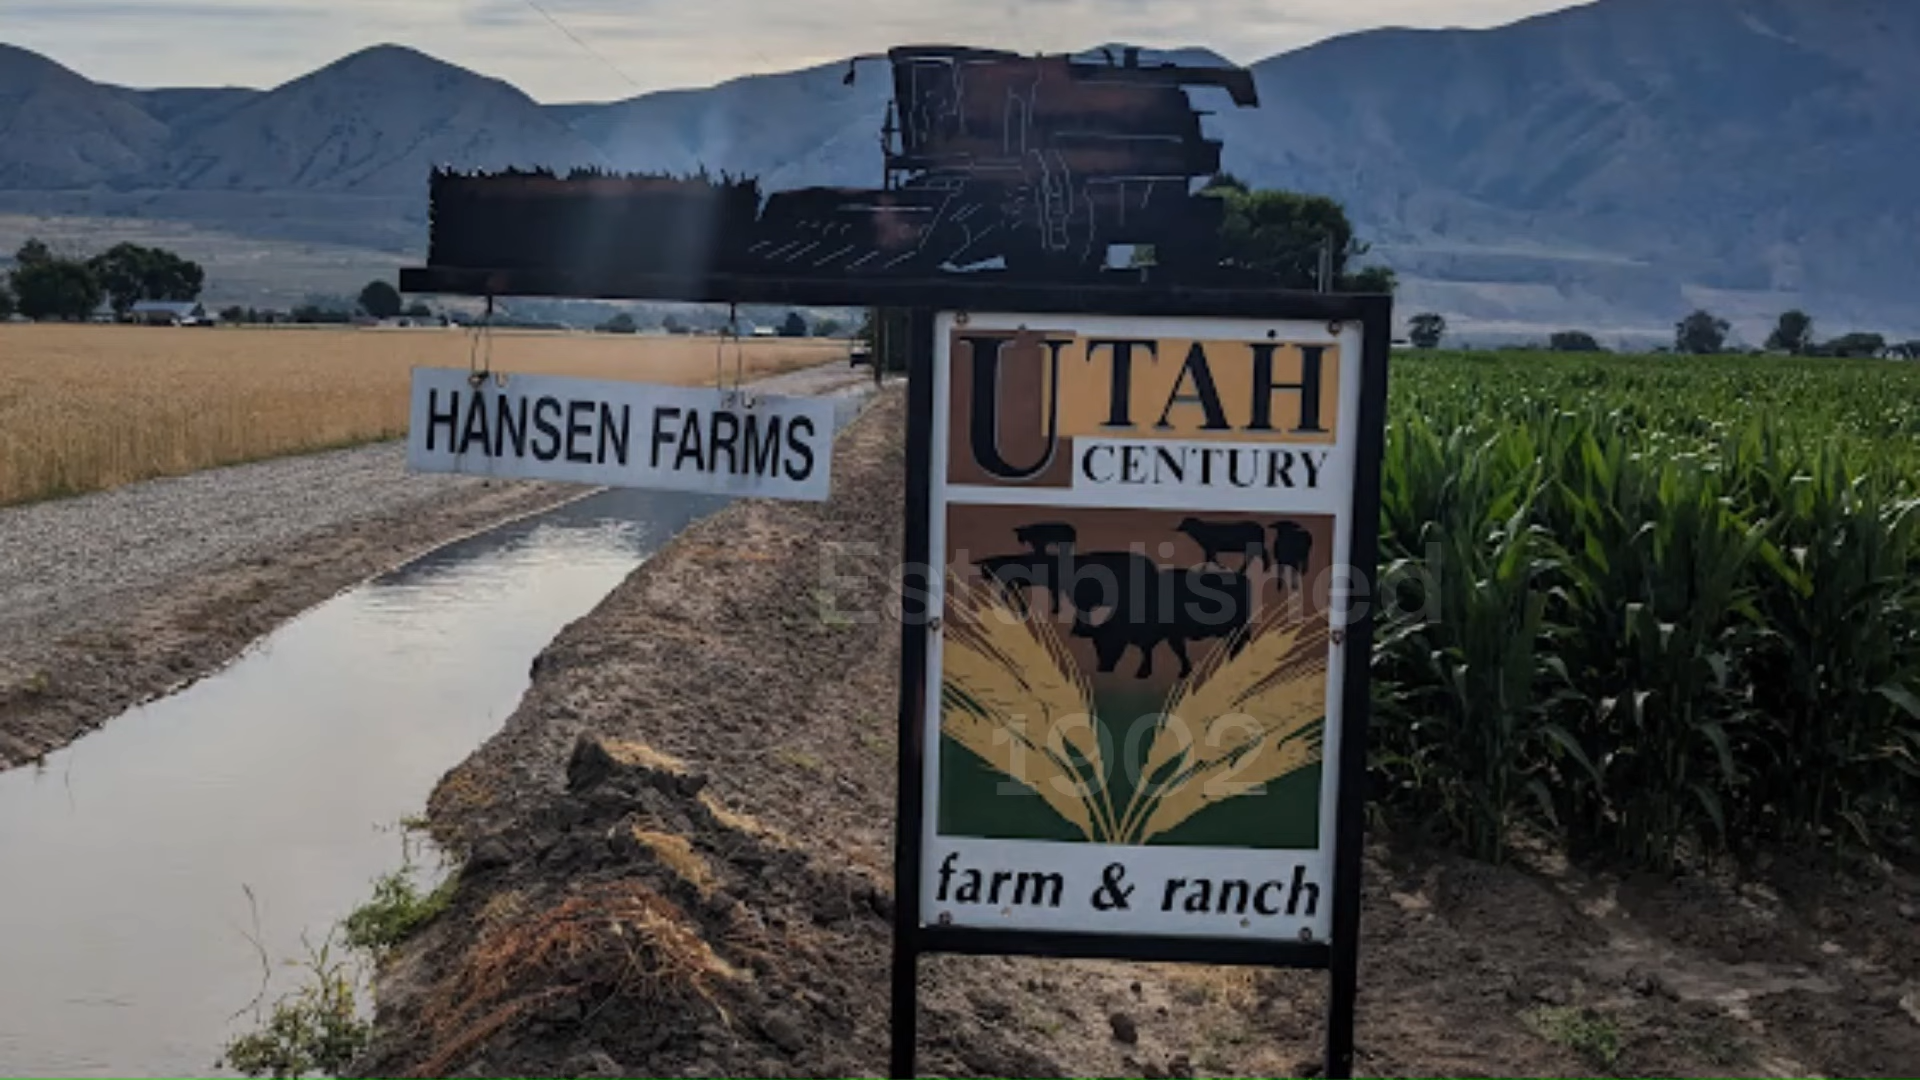 HANSEN FARMS
UTAH
CENTURY
Established
1902
farm & ranch